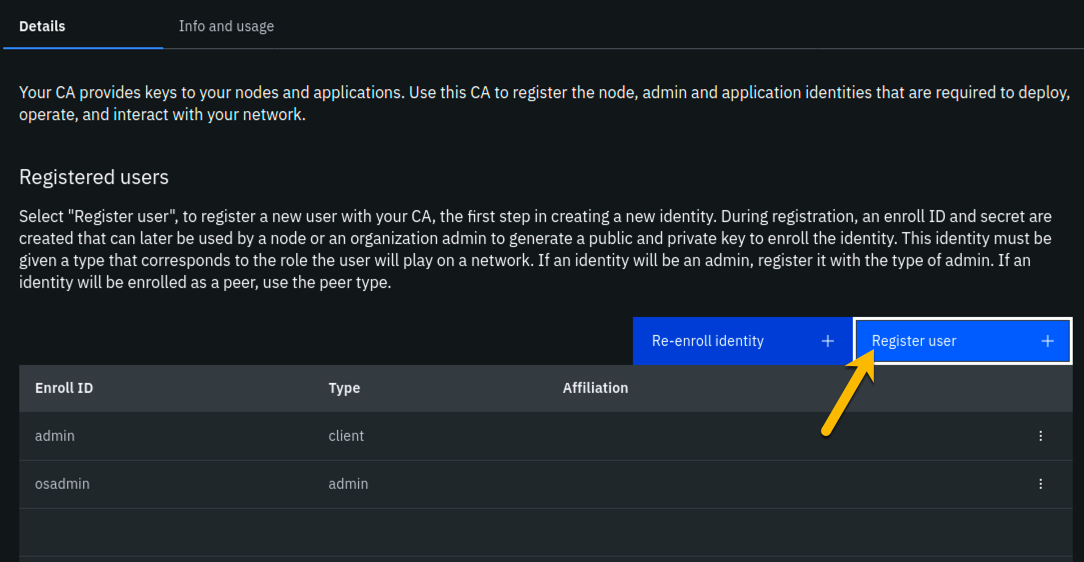 Details
Info and usage
Your CA provides keys to your nodes and applications. Use this CA to register the node, admin and application identities that are required to deploy,
operate, and interact with your network.
Registered users
Select "Register user", to register a new user with your CA, the first step in creating a new identity. During registration, an enroll ID and secret are
created that can later be used by a node or an organization admin to generate a public and private key to enroll the identity. This identity must be
given a type that corresponds to the role the user will play on a network. If an identity will be an admin, register it with the type of admin. If an
identity will be enrolled as a peer, use the peer type.
Re-enroll identity
Register user
Enroll ID Type Affiliation
admin client
osadmin admin